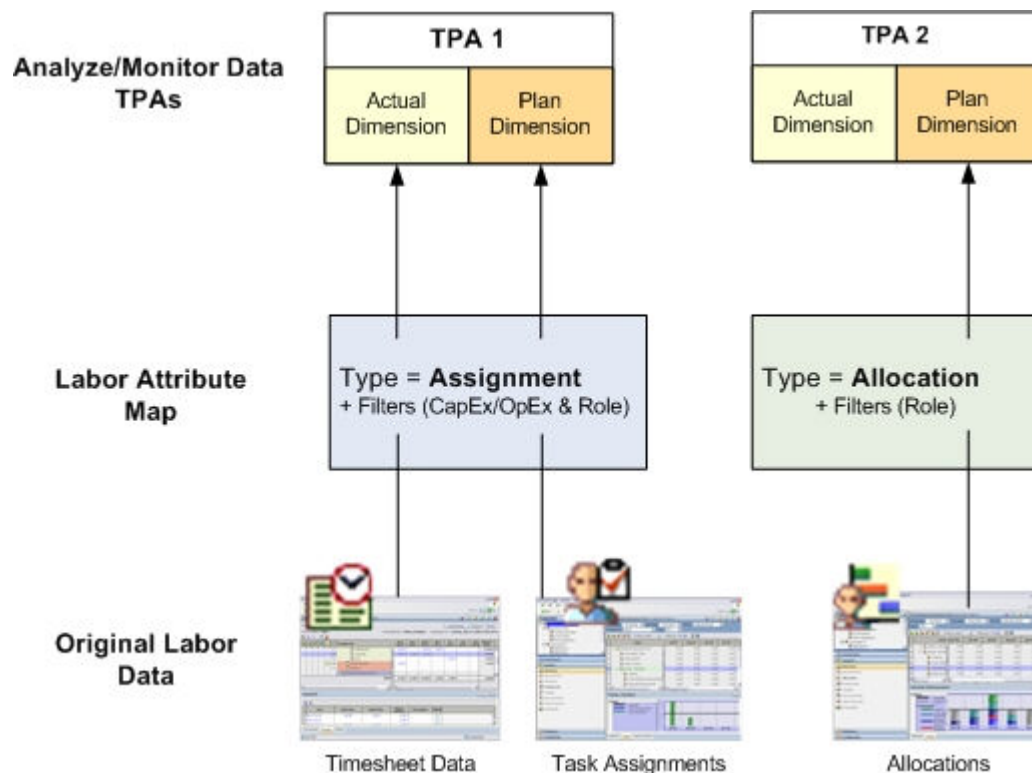 Analyze/Monitor Data
TPAs
TPA 1
Actual
Dimension
Plan
Dimension
TPA 2
Actual
Dimension
Plan
Dimension
Labor Attribute
Map
Type = Assignment
+ Filters (CapEx/OpEx & Role)
Type = Allocation
+ Filters (Role)
Original Labor
Data
Timesheet Data
Task Assignments
Allocations